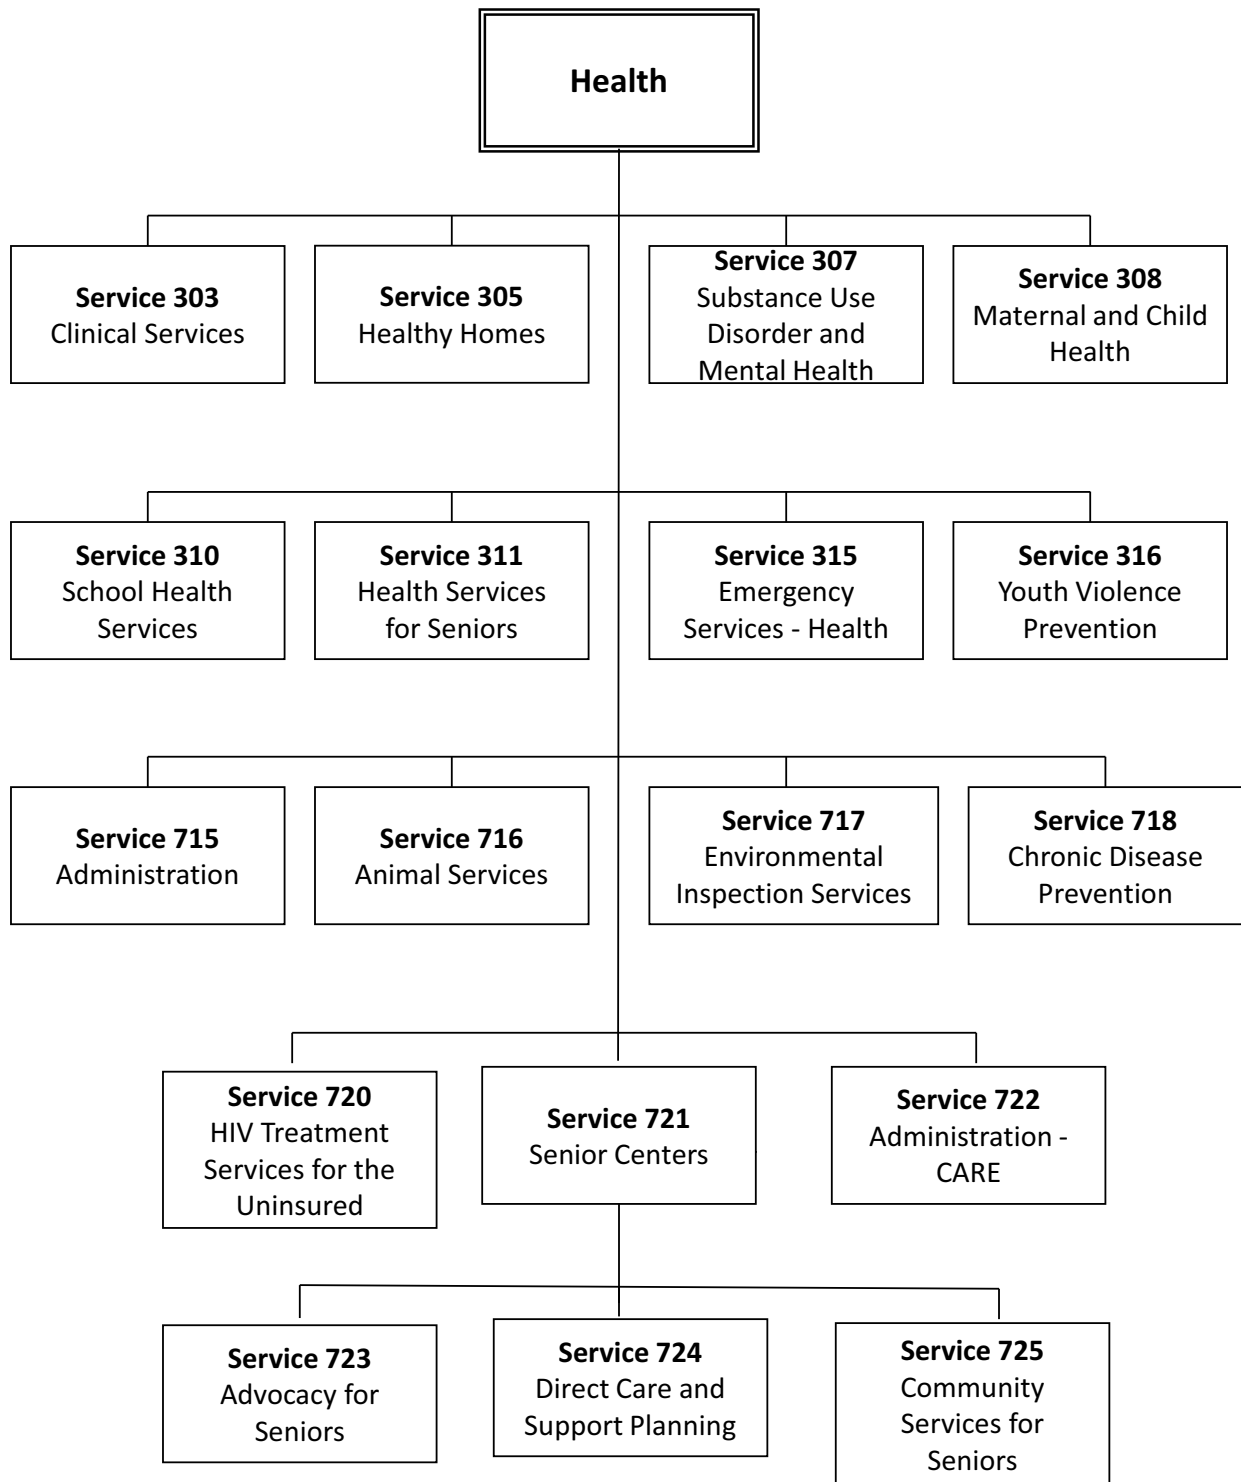 Health
Service 303
Clinical Services
Service 305
Healthy Homes
Service 307
Substance Use
Disorder and
Mental Health
Service 308
Maternal and Child
Health
Service 310
School Health
Services
Service 311
Health Services
for Seniors
Service 315
Emergency
Services - Health
Service 316
Youth Violence
Prevention
Service 715
Administration
Service 716
Animal Services
Service 717
Environmental
Inspection Services
Service 718
Chronic Disease
Prevention
Service 720
HIV Treatment
Services for the
Uninsured
Service 721
Senior Centers
Service 722
Administration -
CARE
Service 723
Advocacy for
Seniors
Service 724
Direct Care and
Support Planning
Service 725
Community
Services for
Seniors